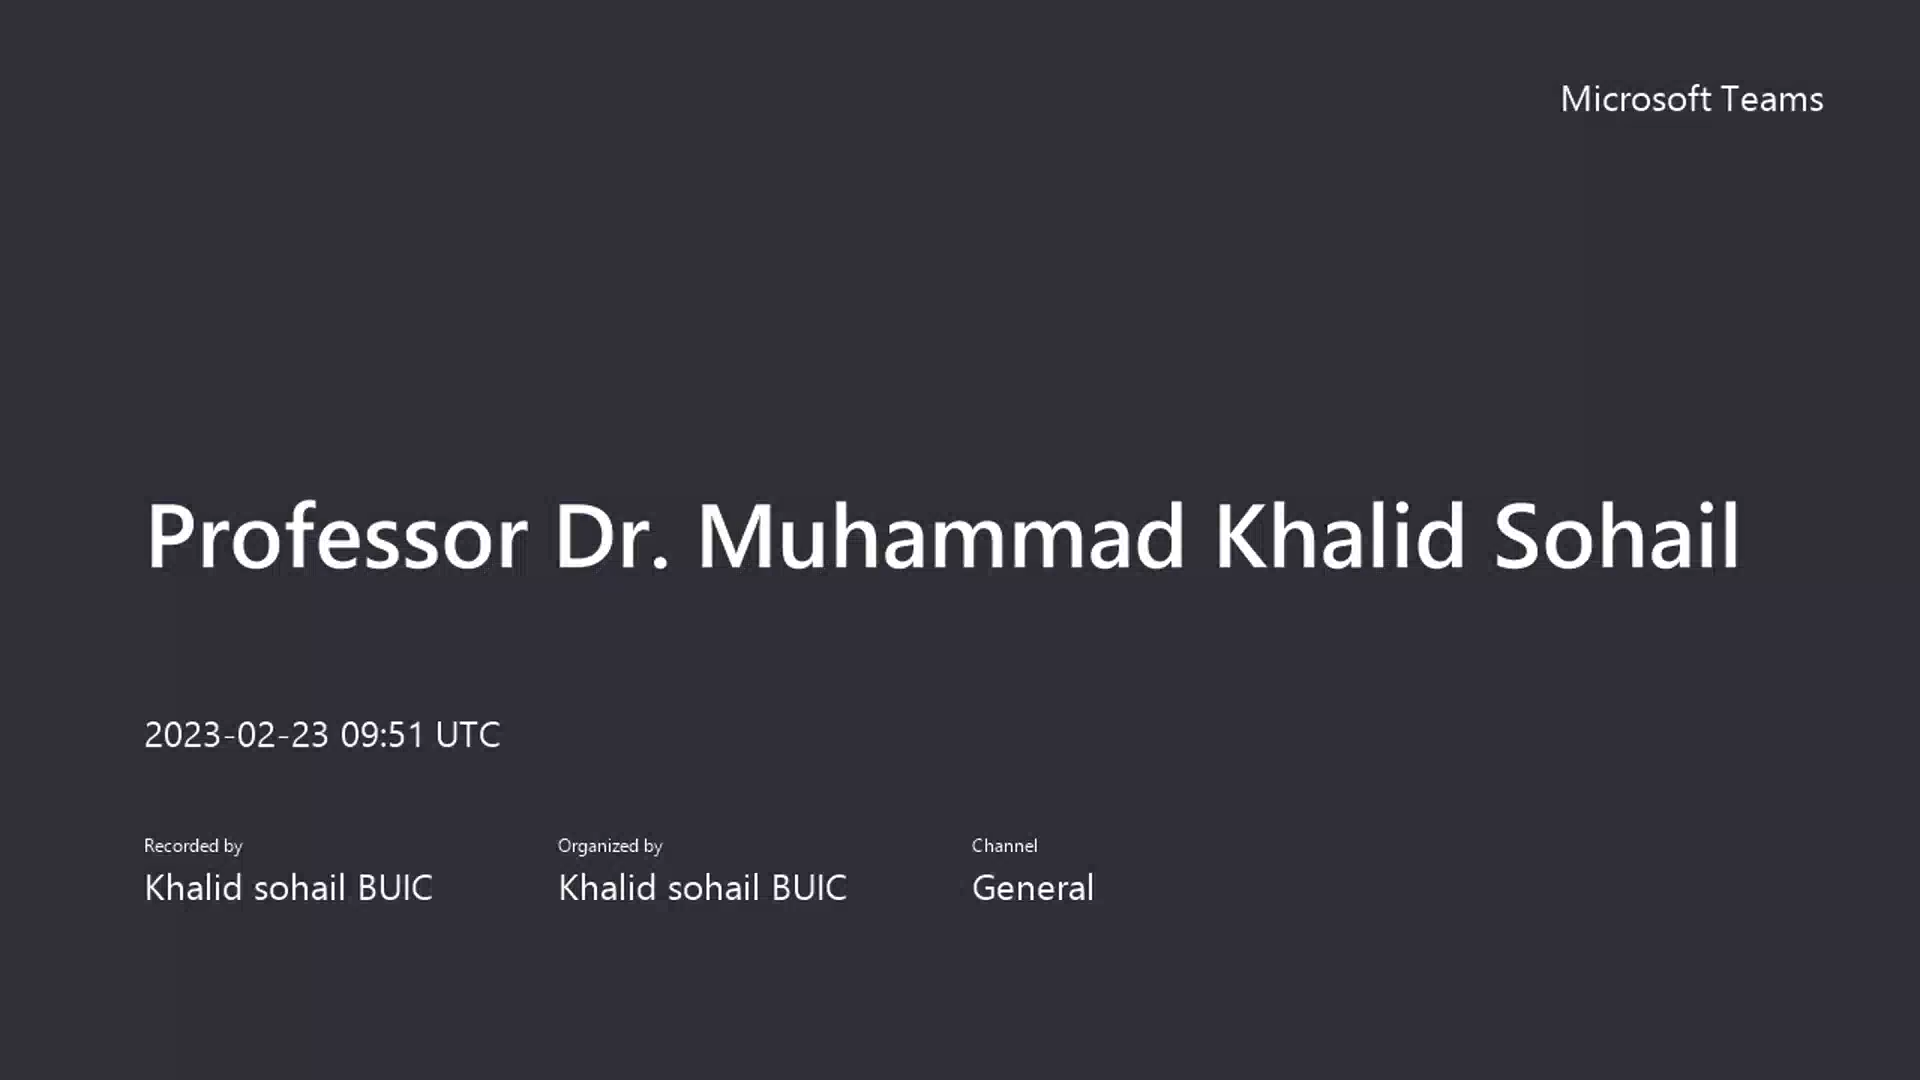 Microsoft Teams
Professor Dr. Muhammad Khalid Sohail
2023-02-23 09:51 UTC
Recorded by
Khalid sohail BUIC
Organized by
Khalid sohail BUIC
Channel
General